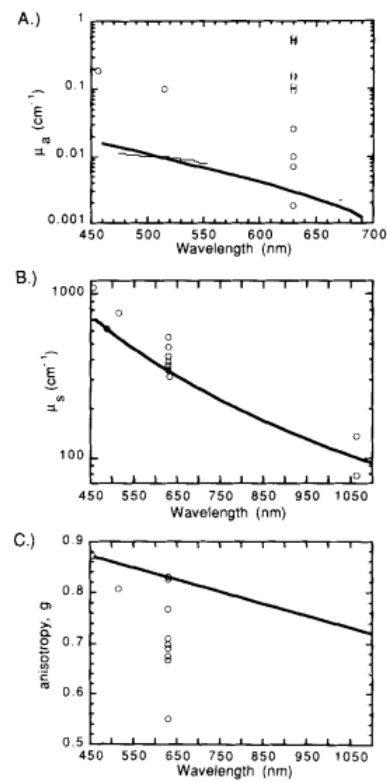 A.)
1
0.1
0.01
0.001
μa (cm⁻¹)
450 500 550 600 650 700
Wavelength (nm)
B.)
1000
100
μs (cm⁻¹)
450 550 650 750 850 950 1050
Wavelength (nm)
C.)
0.9
0.8
0.7
0.6
0.5
anisotropy, g
450 550 650 750 850 950 1050
Wavelength (nm)